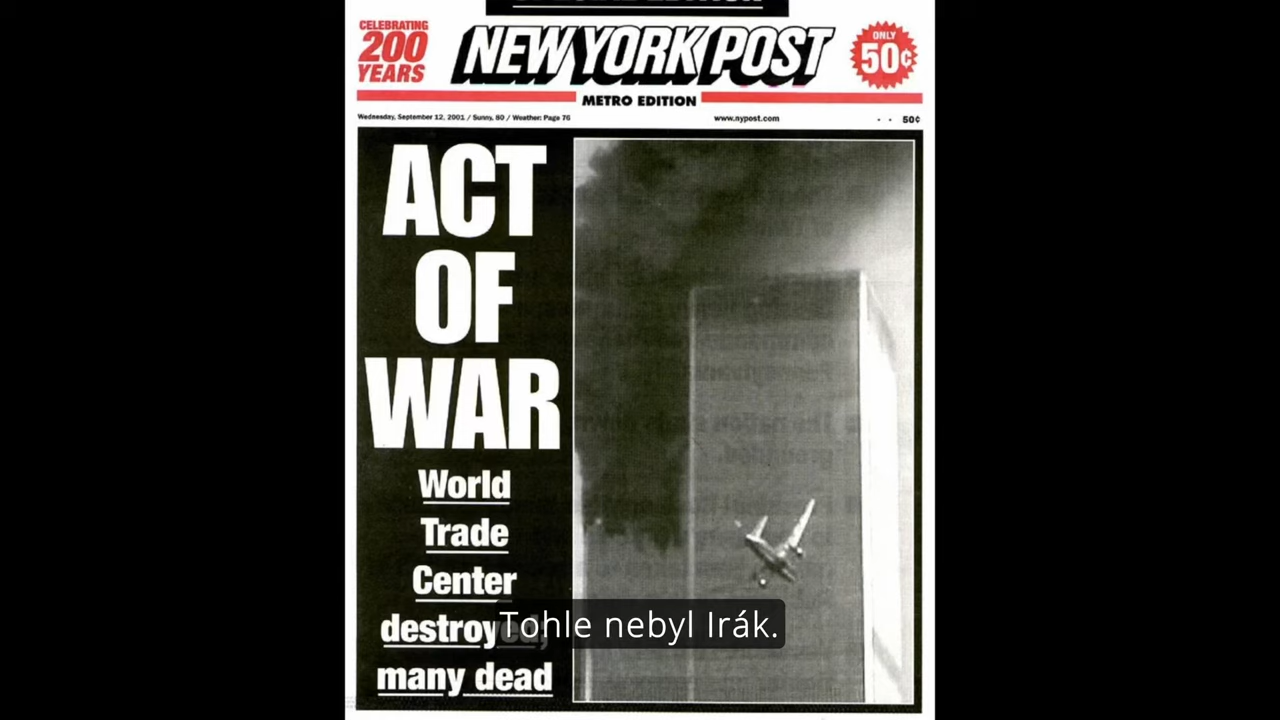 CELEBRATING
200
YEARS
NEW YORK POST
ONLY
50¢
METRO EDITION
Wednesday, September 12, 2001 / Sunny, 80 / Weather: Page 76
www.nypost.com
50¢
ACT
OF
WAR
World
Trade
Center
destroyed;
many dead
Tohle nebyl Irák.